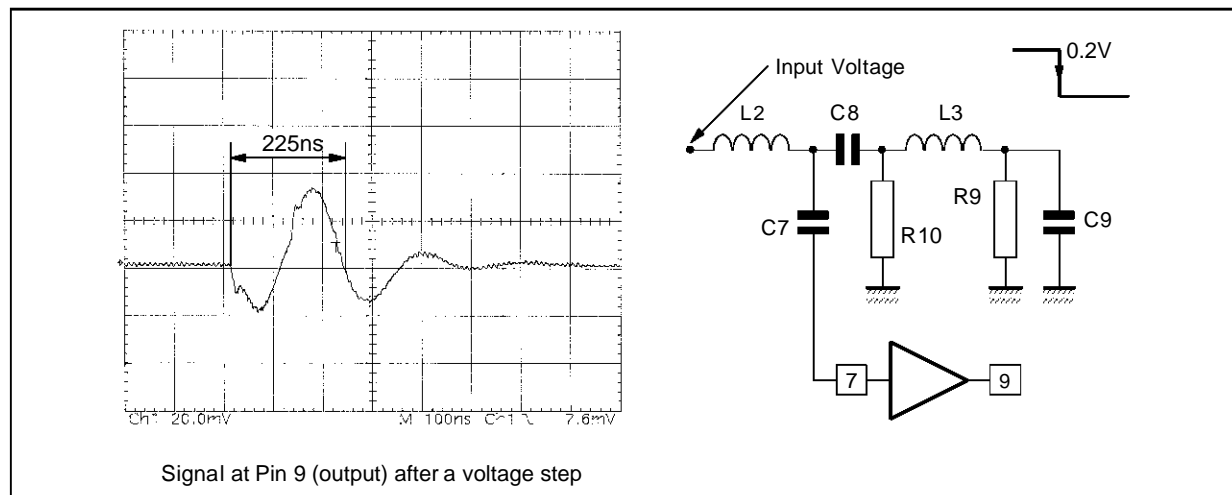 225ns
Ch1 20.0mV M 100ns Ch1 7.6mV
Signal at Pin 9 (output) after a voltage step
Input Voltage
0.2V
L2
C8
L3
C7
R10
R9
C9
7
9